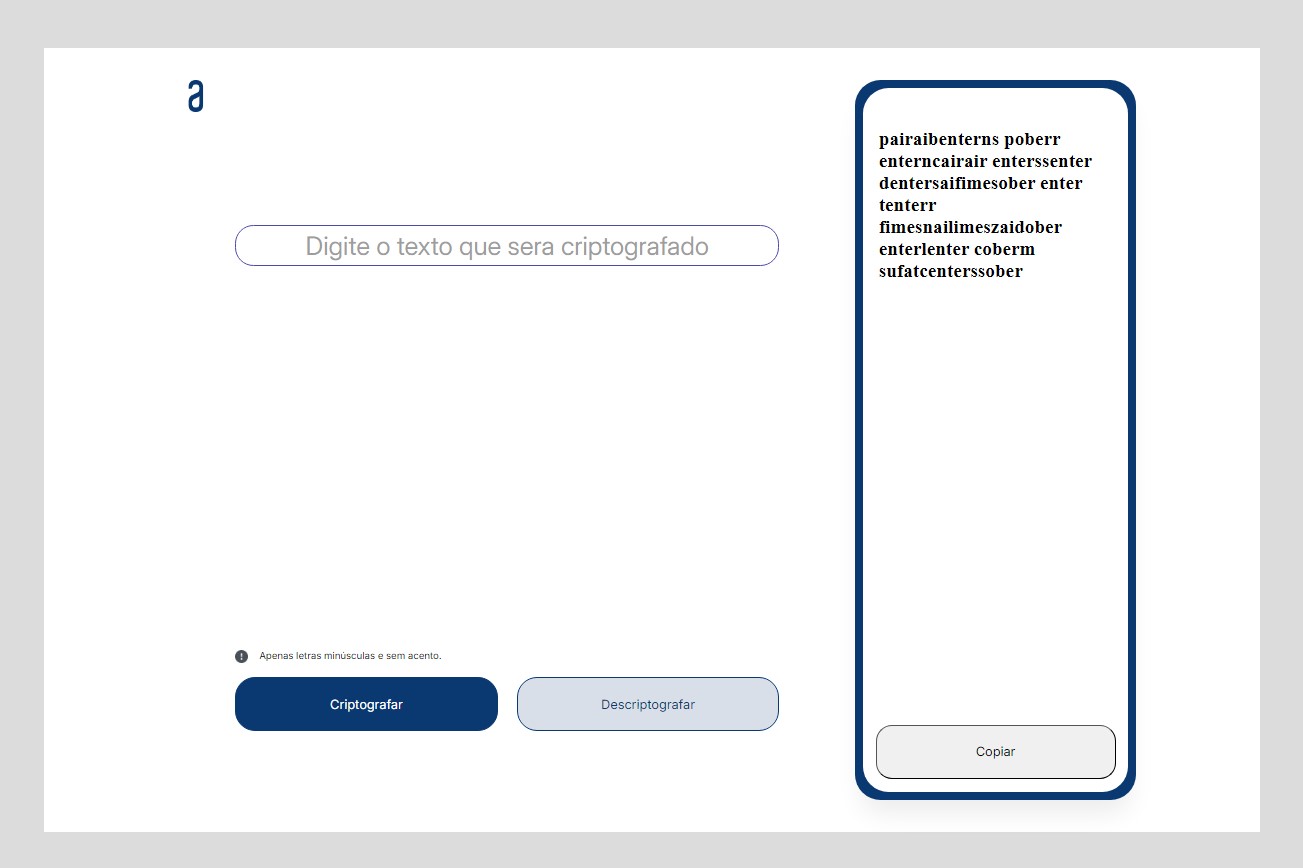 a
Digite o texto que sera criptografado
Apenas letras minúsculas e sem acento.
Criptografar
Descriptografar
pairaibenterns poberr
enterncairair enterssenter
dentersaifimesober enter
tenterr
fimesnailimeszaidober
enterlenter coberm
sufatcenterssober
Copiar